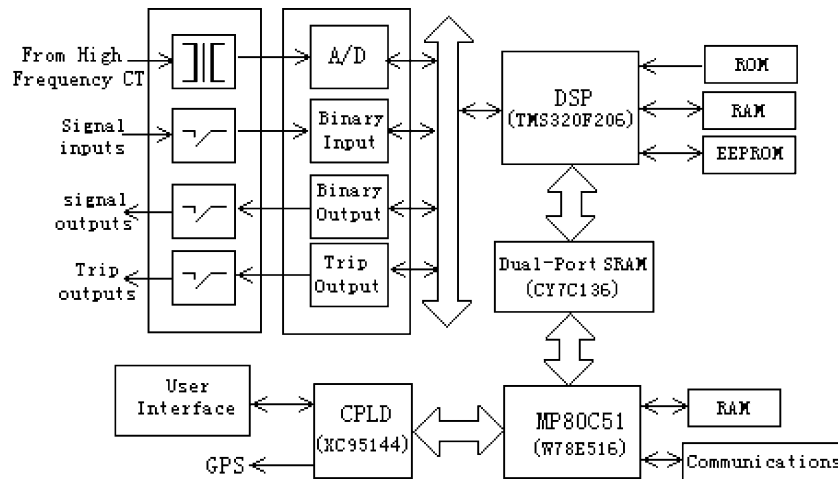 From High
Frequency CT
A/D
Signal
inputs
Binary
Input
signal
outputs
Binary
Output
Trip
outputs
Trip
Output
DSP
(TMS320F206)
ROM
RAM
EEPROM
Dual-Port SRAM
(CY7C136)
User
Interface
CPLD
(XC95144)
GPS
MP80C51
(W78E516)
RAM
Communications